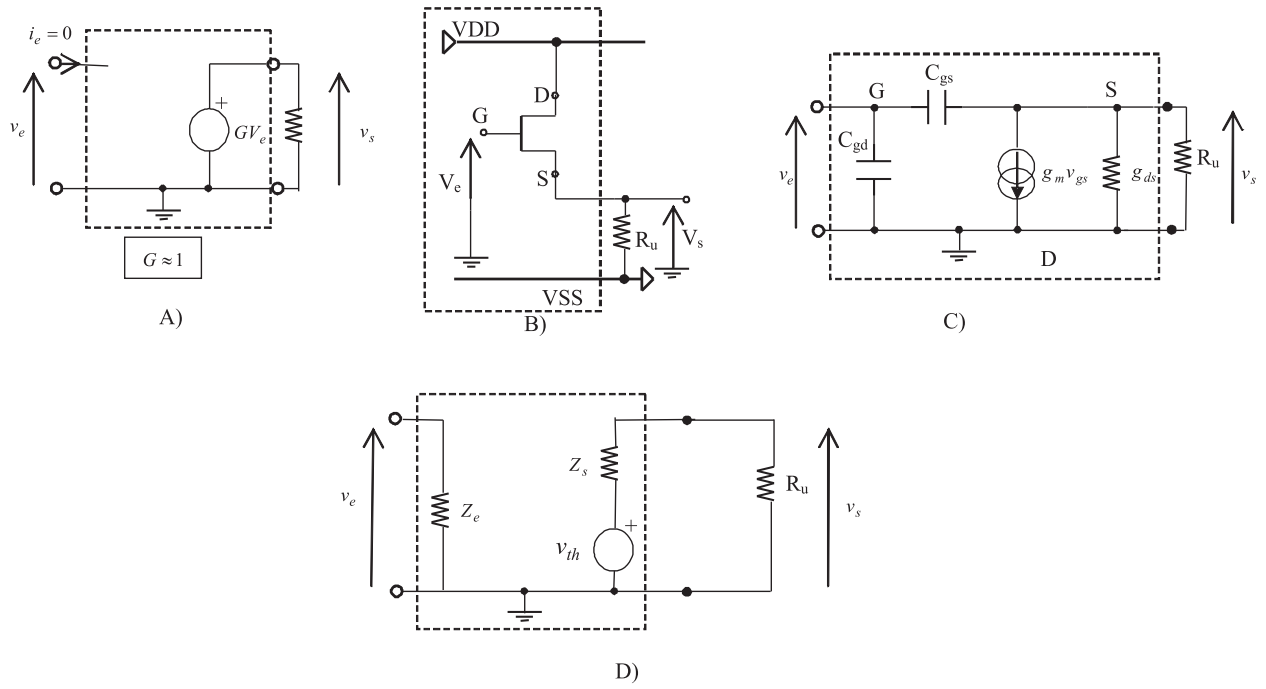 i_e = 0
v_e
+
GV_e
v_s
G ≈ 1
A)
VDD
D
G
V_e
S
R_u
V_s
VSS
B)
C_gs
G
S
C_gd
v_e
g_m v_gs
g_ds
R_u
v_s
D
C)
Z_s
v_e
Z_e
R_u
+
v_th
v_s
D)